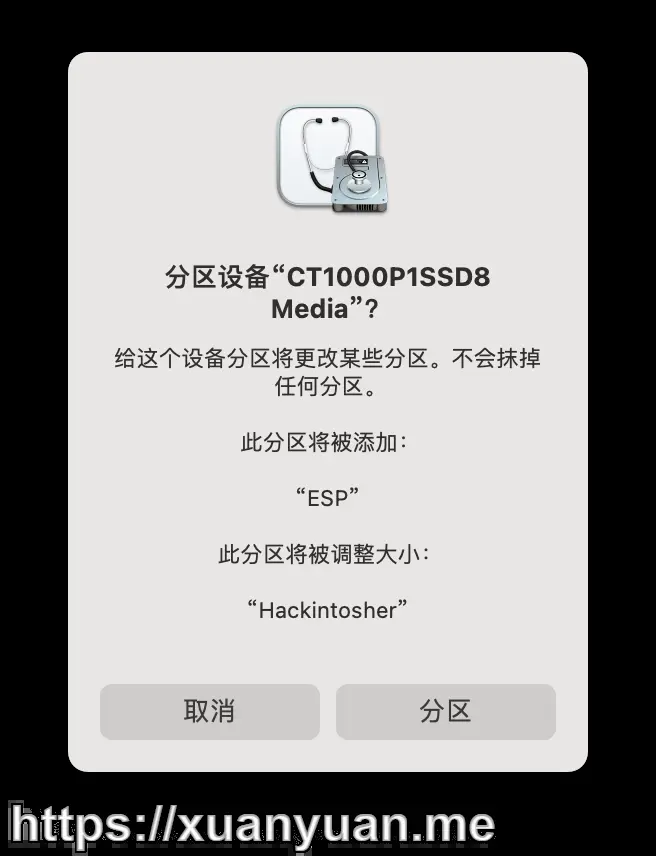 分区设备“CT1000P1SSD8
Media”?
给这个设备分区将更改某些分区。不会抹掉
任何分区。
此分区将被添加：
“ESP”
此分区将被调整大小：
“Hackintosher”
取消
分区
https://xuanyuan.me